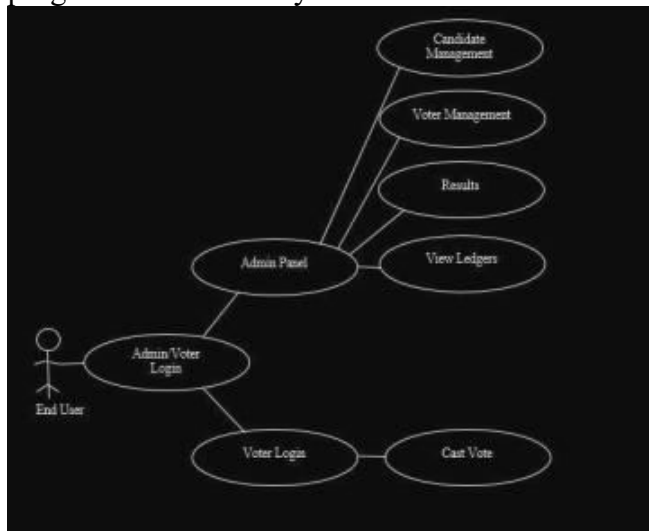 Candidate
Management
Voter Management
Results
Admin Panel
View Ledgers
Admin/Voter
Login
End User
Voter Login
Cast Vote